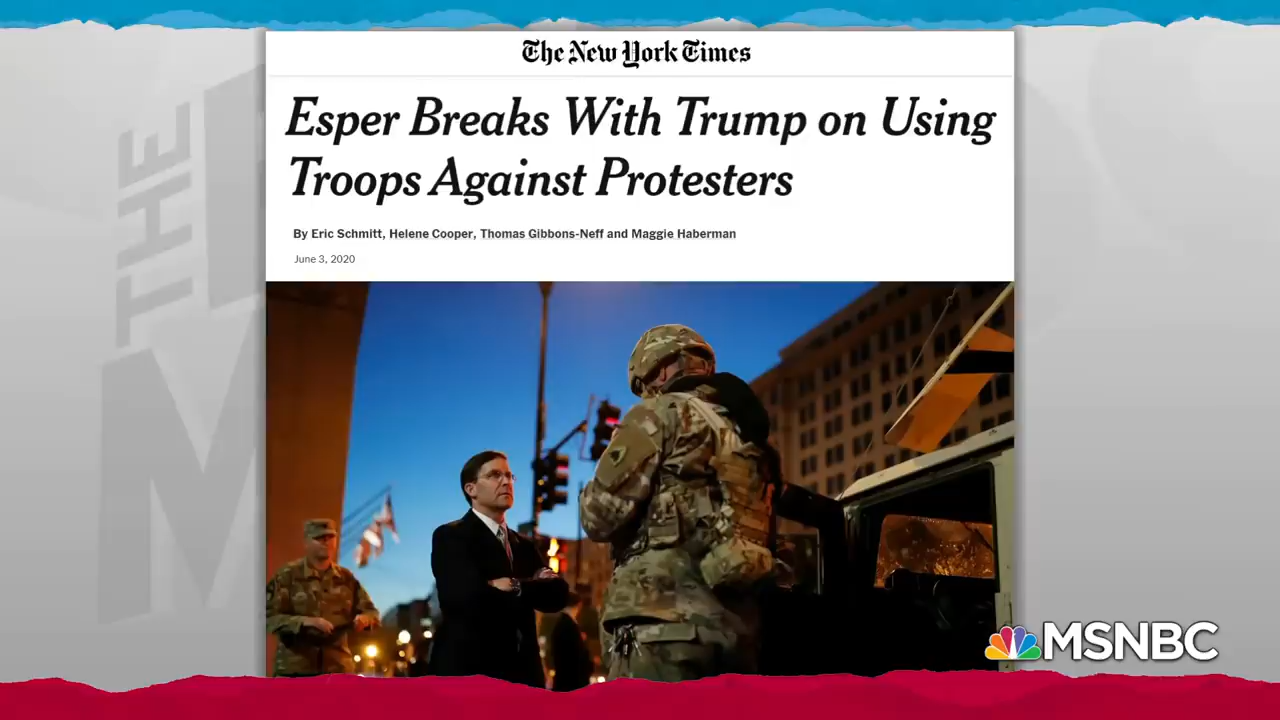 The New York Times
Esper Breaks With Trump on Using
Troops Against Protesters
By Eric Schmitt, Helene Cooper, Thomas Gibbons-Neff and Maggie Haberman
June 3, 2020
THE
M
MSNBC